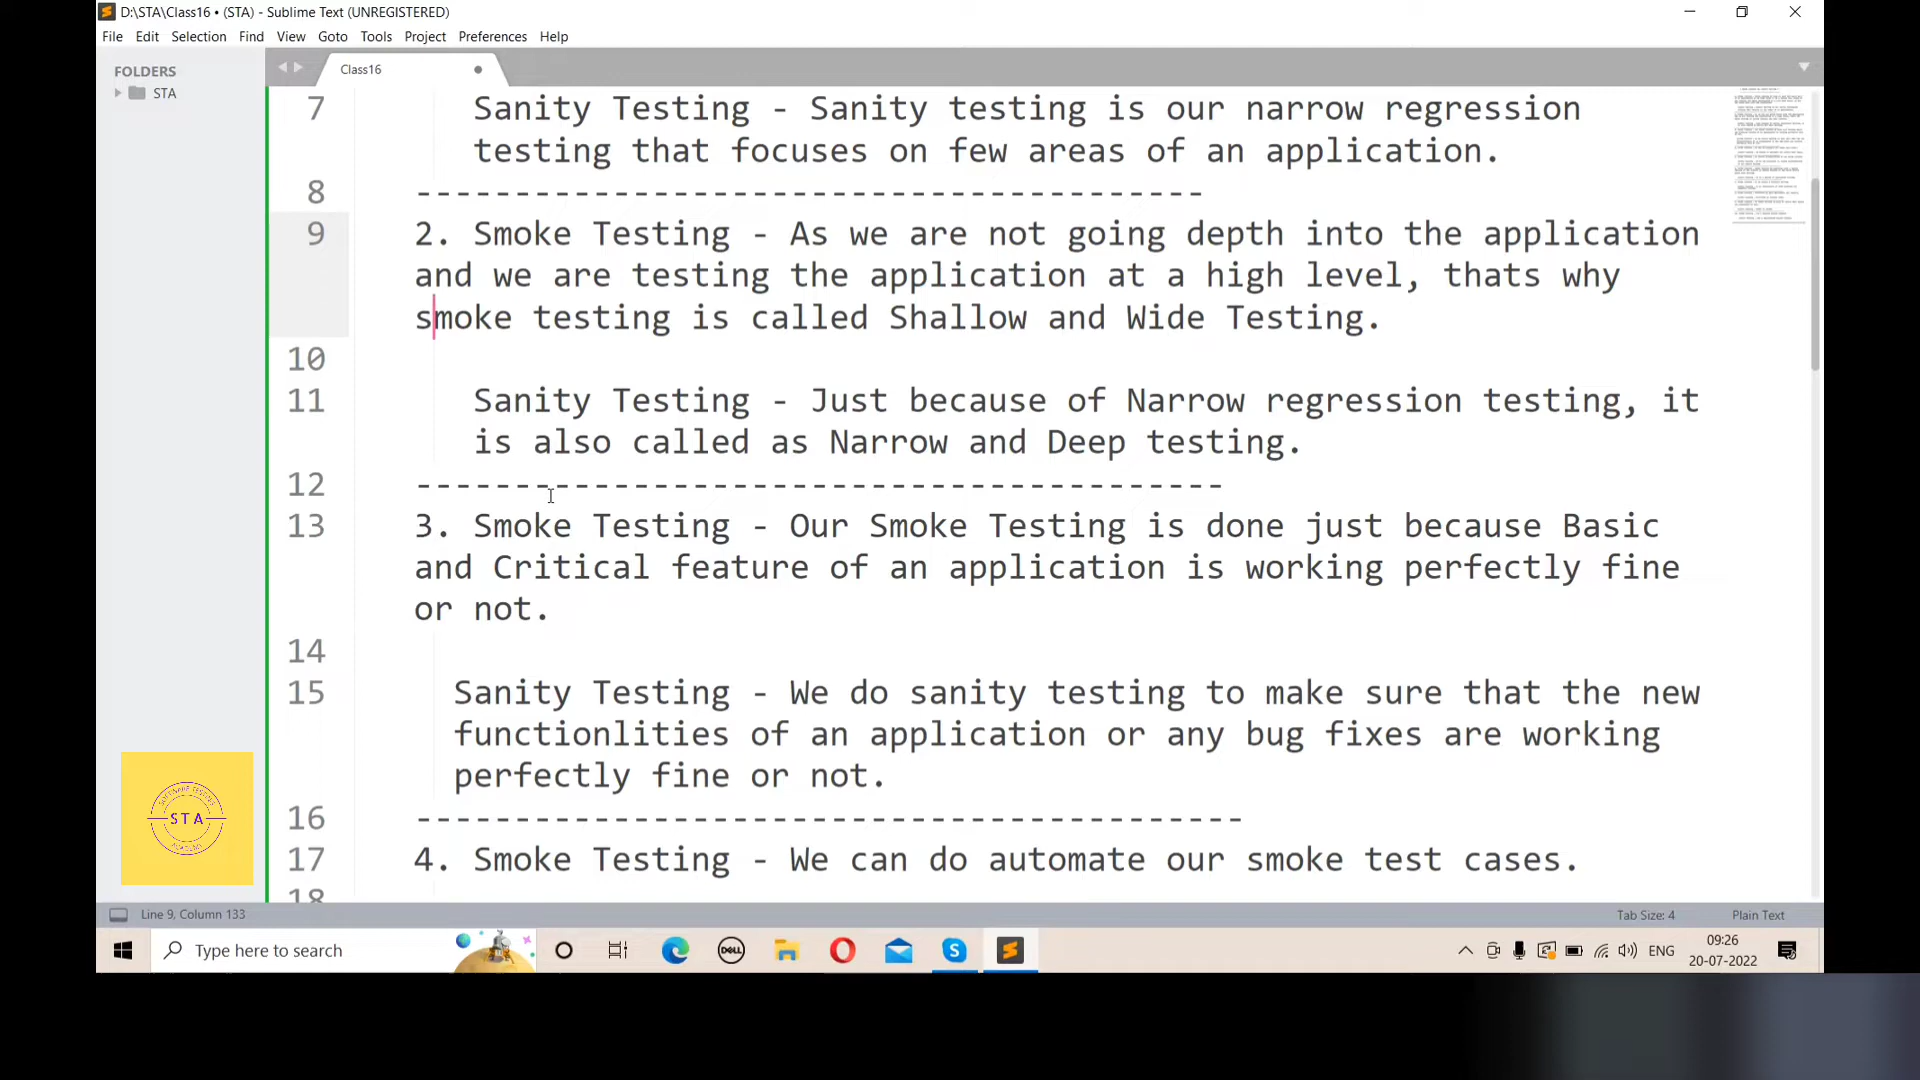 D:\STA\Class16 • (STA) - Sublime Text (UNREGISTERED)
File Edit Selection Find View Goto Tools Project Preferences Help
FOLDERS
STA
Class16
7 Sanity Testing - Sanity testing is our narrow regression
testing that focuses on few areas of an application.
8 ----------------------------------------
9 2. Smoke Testing - As we are not going depth into the application
and we are testing the application at a high level, thats why
smoke testing is called Shallow and Wide Testing.
10
11 Sanity Testing - Just because of Narrow regression testing, it
is also called as Narrow and Deep testing.
12 -----------------------------------------
13 3. Smoke Testing - Our Smoke Testing is done just because Basic
and Critical feature of an application is working perfectly fine
or not.
14
15 Sanity Testing - We do sanity testing to make sure that the new
functionlities of an application or any bug fixes are working
perfectly fine or not.
16 ------------------------------------------
17 4. Smoke Testing - We can do automate our smoke test cases.
18
SOFTWARE TESTING
STA
ACADEMY
Line 9, Column 133
Tab Size: 4
Plain Text
Type here to search
DELL
ENG
09:26
20-07-2022